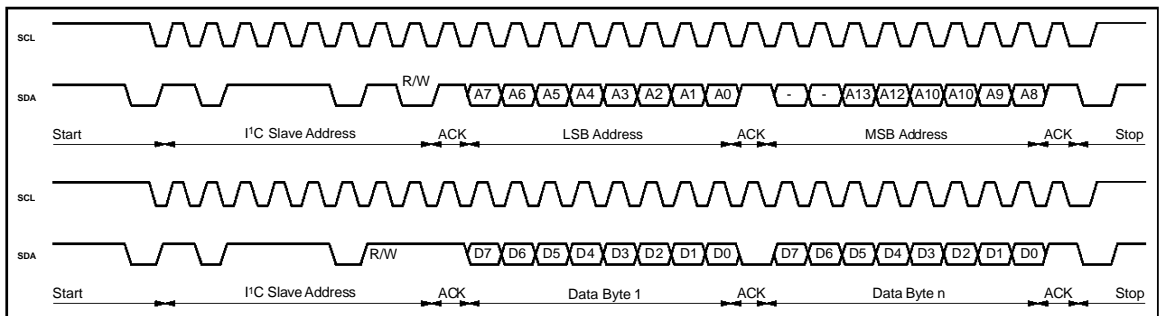 SCL
R/W
SDA A7 A6 A5 A4 A3 A2 A1 A0 - - A13 A12 A10 A10 A9 A8
Start I¹C Slave Address ACK LSB Address ACK MSB Address ACK Stop
SCL
SDA R/W D7 D6 D5 D4 D3 D2 D1 D0 D7 D6 D5 D4 D3 D2 D1 D0
Start I¹C Slave Address ACK Data Byte 1 ACK Data Byte n ACK Stop